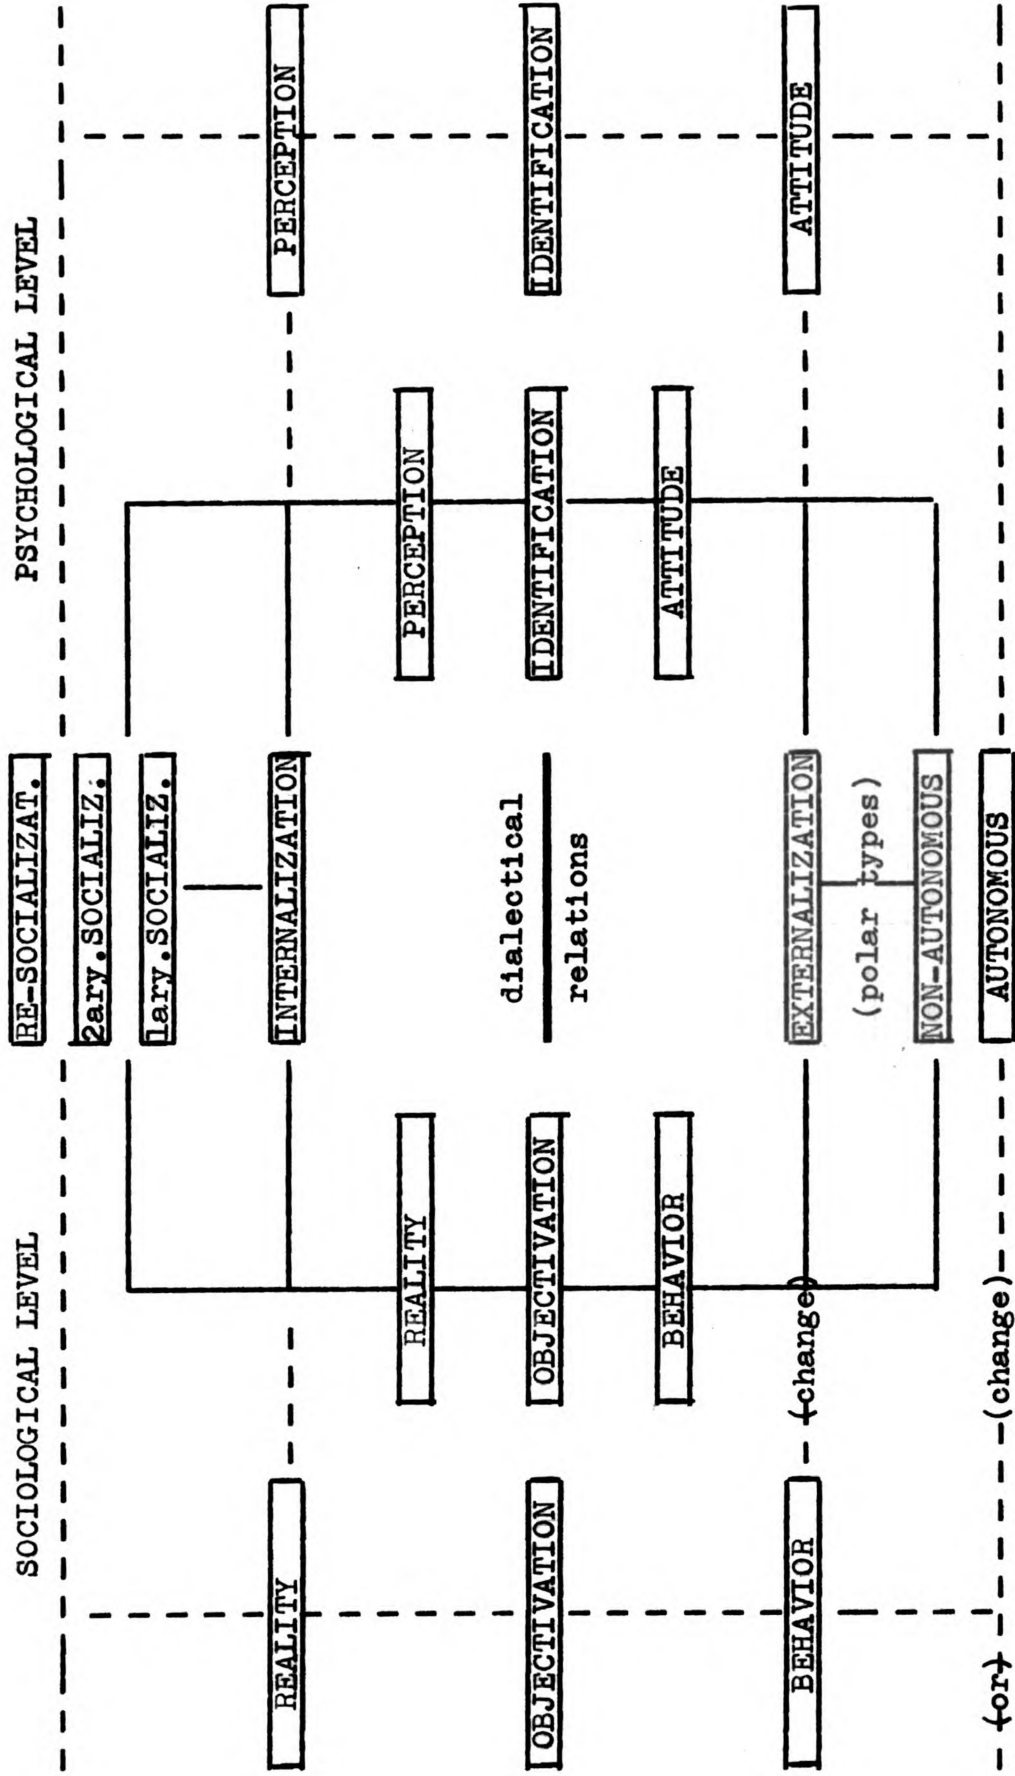 SOCIOLOGICAL LEVEL
PSYCHOLOGICAL LEVEL
RE-SOCIALIZAT.
2ary.SOCIALIZ.
1ary.SOCIALIZ.
REALITY
INTERNALIZATION
PERCEPTION
REALITY
PERCEPTION
OBJECTIVATION
OBJECTIVATION
dialectical
relations
IDENTIFICATION
IDENTIFICATION
BEHAVIOR
ATTITUDE
BEHAVIOR
(change)
EXTERNALIZATION
ATTITUDE
(polar types)
NON-AUTONOMOUS
(or)
(change)
AUTONOMOUS